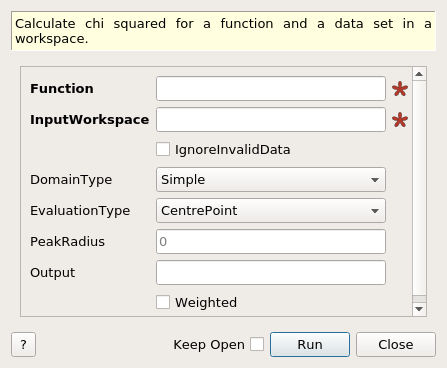 Calculate chi squared for a function and a data set in a
workspace.
Function
InputWorkspace
IgnoreInvalidData
DomainType Simple
EvaluationType CentrePoint
PeakRadius 0
Output
Weighted
? Keep Open Run Close